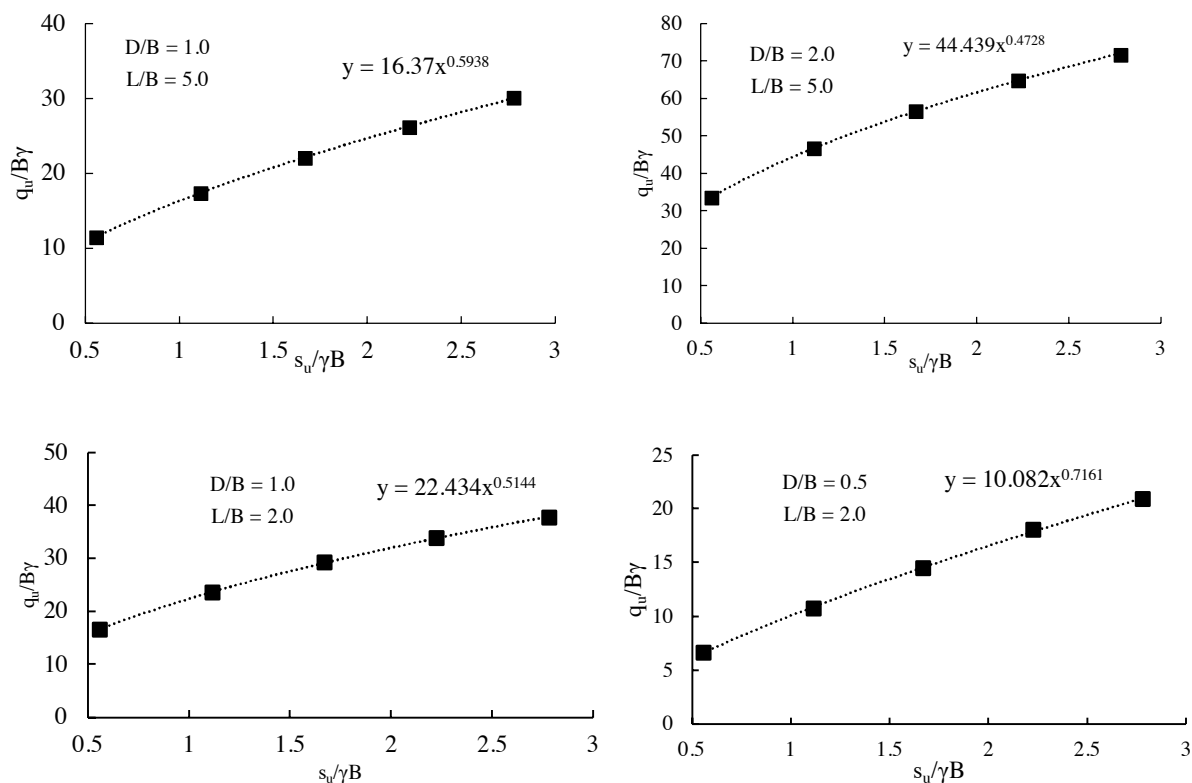 40
30
20
10
0
q_u/Bγ
D/B = 1.0
L/B = 5.0
y = 16.37x^0.5938
0.5 1 1.5 2 2.5 3
s_u/γB
80
70
60
50
40
30
20
10
0
q_u/Bγ
D/B = 2.0
L/B = 5.0
y = 44.439x^0.4728
0.5 1 1.5 2 2.5 3
s_u/γB
50
40
30
20
10
0
q_u/Bγ
D/B = 1.0
L/B = 2.0
y = 22.434x^0.5144
0.5 1 1.5 2 2.5 3
s_u/γB
25
20
15
10
5
0
q_u/Bγ
D/B = 0.5
L/B = 2.0
y = 10.082x^0.7161
0.5 1 1.5 2 2.5 3
s_u/γB